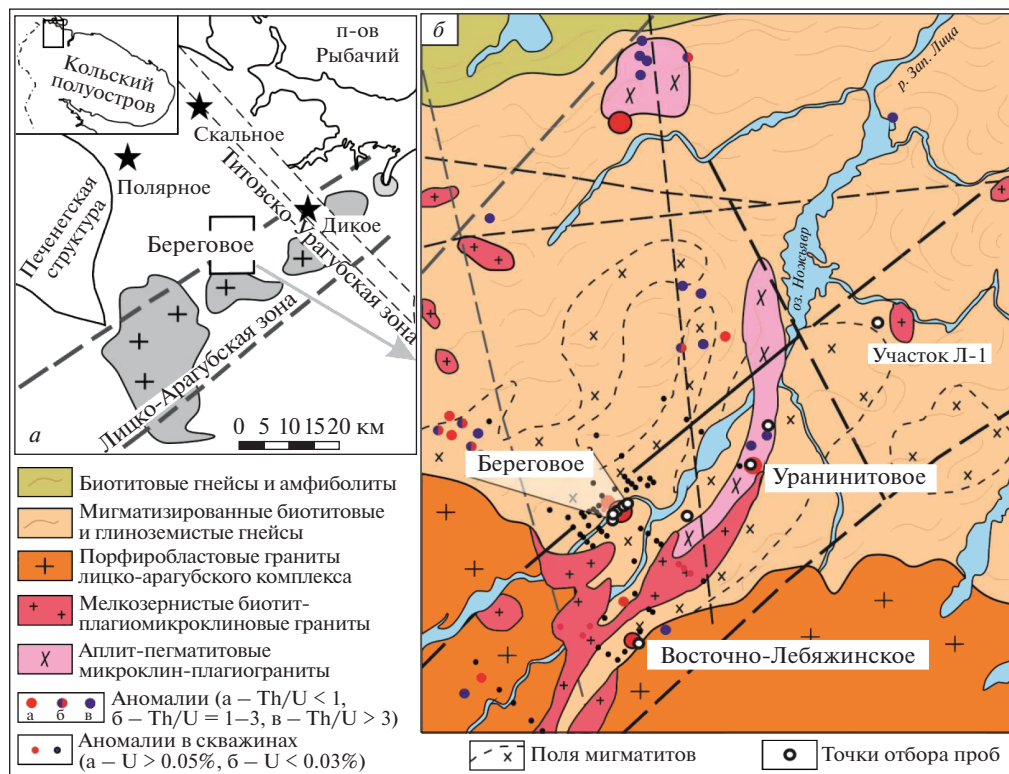 Кольский
полуостров
п-ов
Рыбачий
Скальное
Полярное
Титовско-Урагубская зона
Печенегская
структура
Дикое
Береговое
Лицко-Арагубская зона
а
0 5 10 15 20 км
б
р. Зап. Лица
оз. Ножъявр
Участок Л-1
Береговое
Уранинитовое
Восточно-Лебяжинское
Биотитовые гнейсы и амфиболиты
Мигматизированные биотитовые
и глиноземистые гнейсы
Порфиробластовые граниты
лицко-арагубского комплекса
Мелкозернистые биотит-
плагиомикроклиновые граниты
Аплит-пегматитовые
микроклин-плагиограниты
а б в
Аномалии (а – Th/U < 1,
б – Th/U = 1–3, в – Th/U > 3)
Аномалии в скважинах
(а – U > 0.05%, б – U < 0.03%)
Поля мигматитов
Точки отбора проб